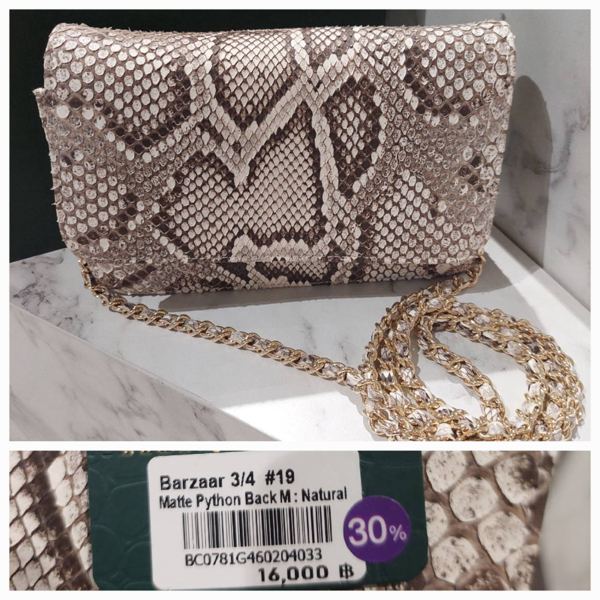 Barzaar 3/4 #19
Matte Python Back M : Natural
30%
BC0781G460204033
16,000 ฿